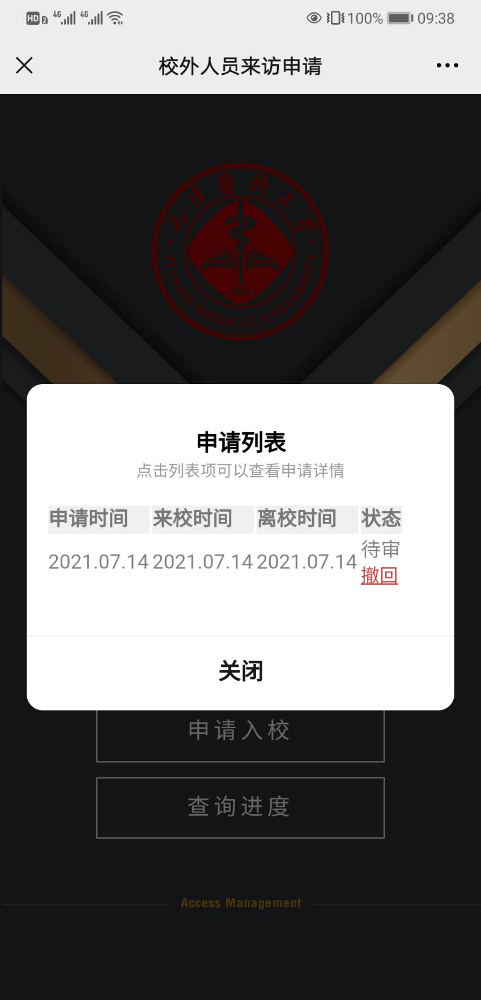 HD 2 4G 4G 100% 09:38
校外人员来访申请
天津醫科大學
TIANJIN MEDICAL UNIVERSITY
·1951·
申请列表
点击列表项可以查看申请详情
申请时间 来校时间 离校时间 状态
2021.07.14 2021.07.14 2021.07.14 待审
撤回
关闭
申请入校
查询进度
Access Management